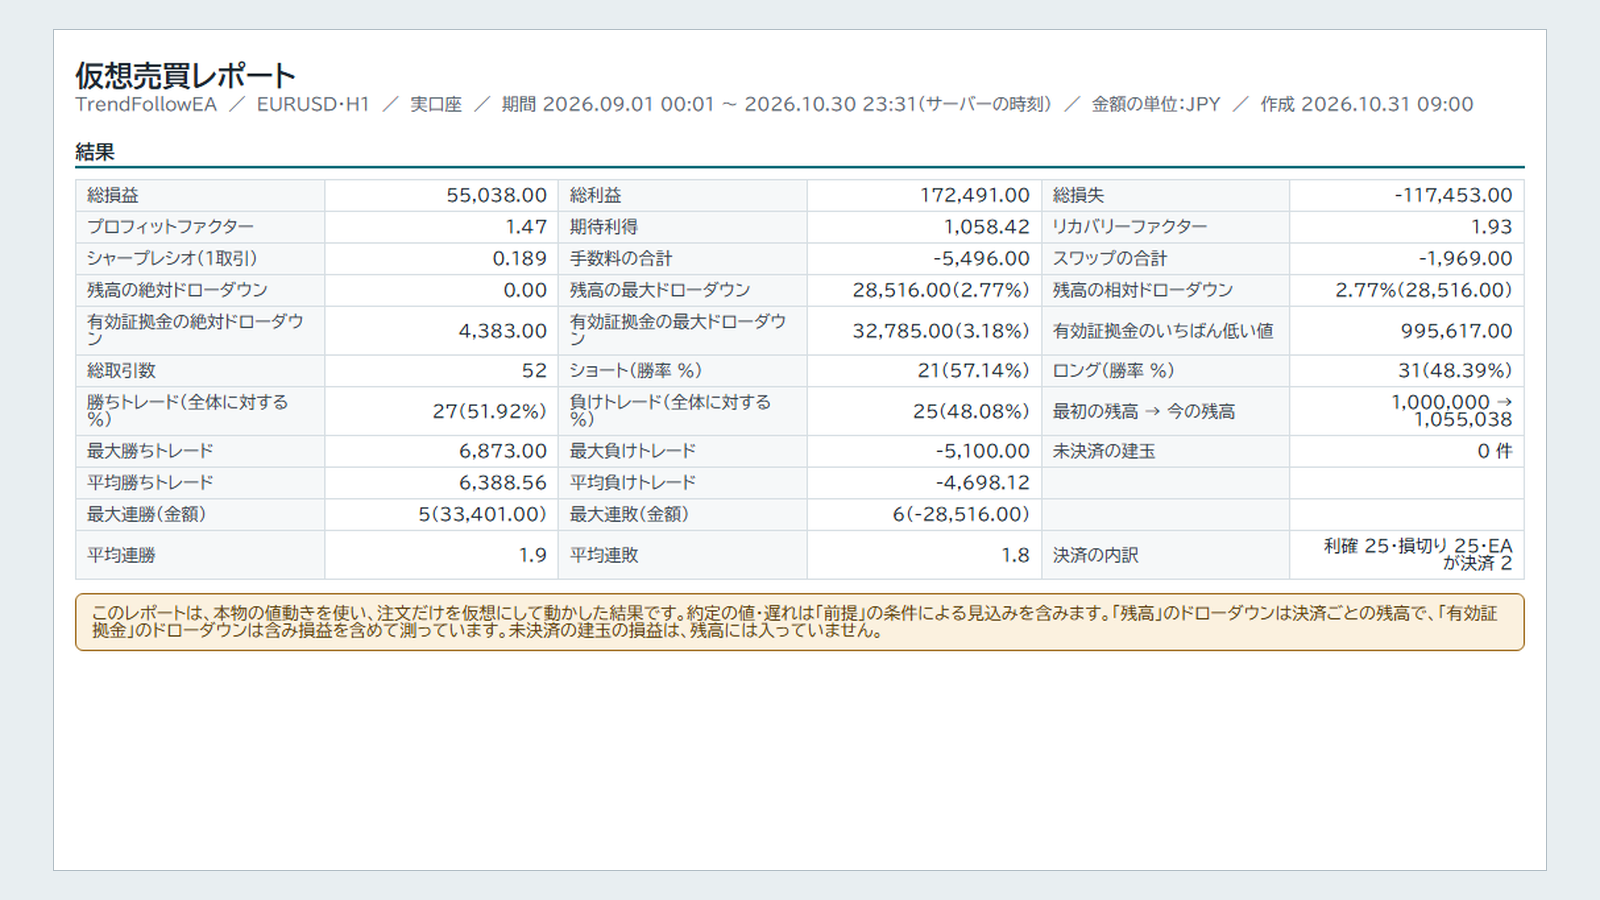 仮想売買レポート
TrendFollowEA ／ EURUSD・H1 ／ 実口座 ／ 期間 2026.09.01 00:01 ～ 2026.10.30 23:31（サーバーの時刻） ／ 金額の単位：JPY ／ 作成 2026.10.31 09:00
結果
総損益 55,038.00 総利益 172,491.00 総損失 -117,453.00
プロフィットファクター 1.47 期待利得 1,058.42 リカバリーファクター 1.93
シャープレシオ（1取引） 0.189 手数料の合計 -5,496.00 スワップの合計 -1,969.00
残高の絶対ドローダウン 0.00 残高の最大ドローダウン 28,516.00（2.77%） 残高の相対ドローダウン 2.77%（28,516.00）
有効証拠金の絶対ドローダウ
ン 4,383.00 有効証拠金の最大ドローダウ
ン 32,785.00（3.18%） 有効証拠金のいちばん低い値 995,617.00
総取引数 52 ショート（勝率 %） 21（57.14%） ロング（勝率 %） 31（48.39%）
勝ちトレード（全体に対する
%） 27（51.92%） 負けトレード（全体に対する
%） 25（48.08%） 最初の残高 → 今の残高 1,000,000 →
1,055,038
最大勝ちトレード 6,873.00 最大負けトレード -5,100.00 未決済の建玉 0 件
平均勝ちトレード 6,388.56 平均負けトレード -4,698.12
最大連勝（金額） 5（33,401.00） 最大連敗（金額） 6（-28,516.00）
平均連勝 1.9 平均連敗 1.8 決済の内訳 利確 25・損切り 25・EA
が決済 2
このレポートは、本物の値動きを使い、注文だけを仮想にして動かした結果です。約定の値・遅れは「前提」の条件による見込みを含みます。「残高」のドローダウンは決済ごとの残高で、「有効証
拠金」のドローダウンは含み損益を含めて測っています。未決済の建玉の損益は、残高には入っていません。